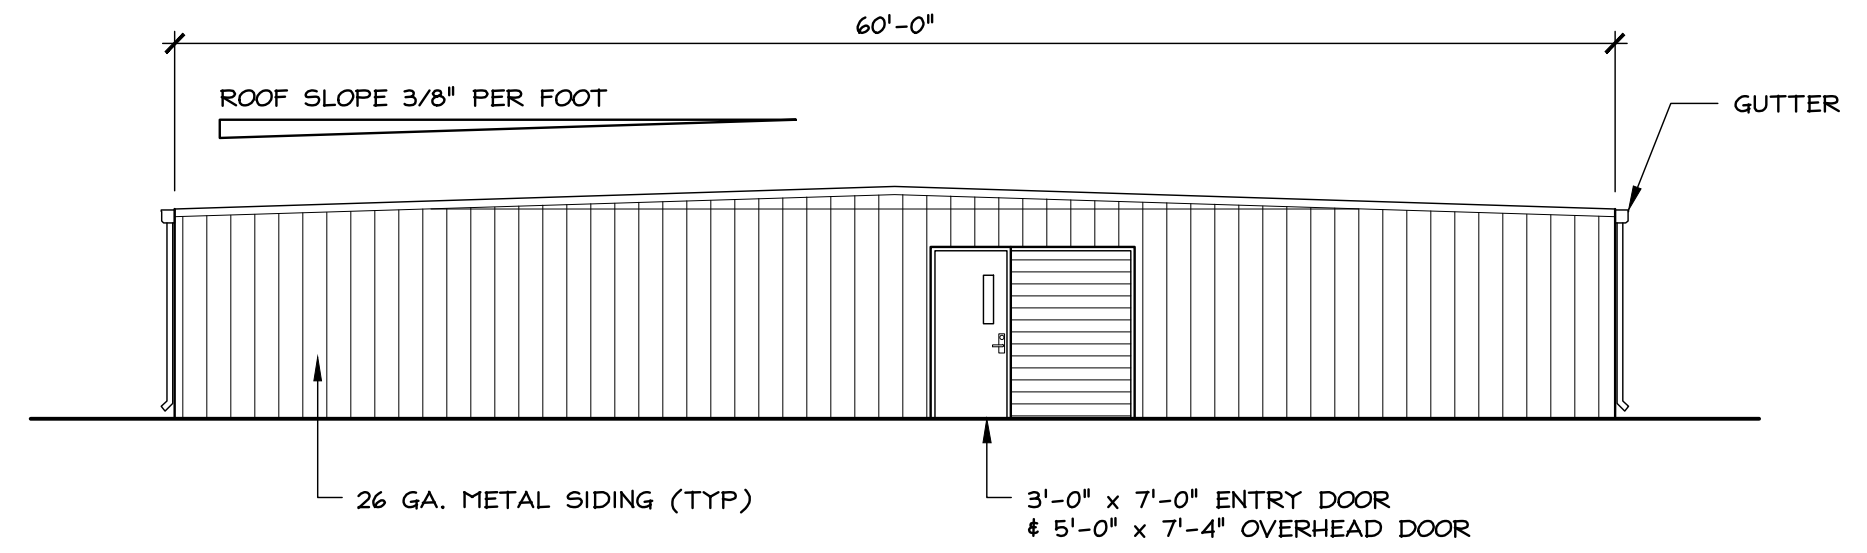 60'-0"
ROOF SLOPE 3/8" PER FOOT
GUTTER
26 GA. METAL SIDING (TYP)
3'-0" x 7'-0" ENTRY DOOR
& 5'-0" x 7'-4" OVERHEAD DOOR